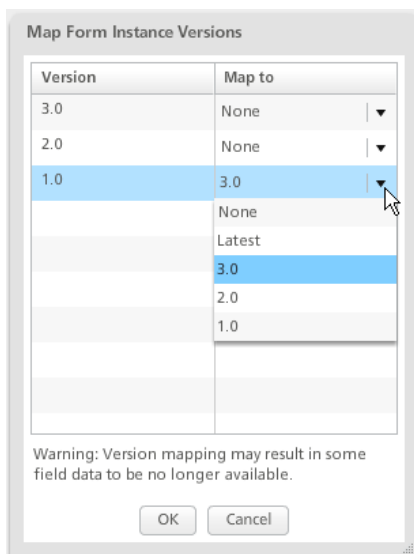 Map Form Instance Versions
Version Map to
3.0 None
2.0 None
1.0 3.0
None
Latest
3.0
2.0
1.0
Warning: Version mapping may result in some
field data to be no longer available.
OK Cancel